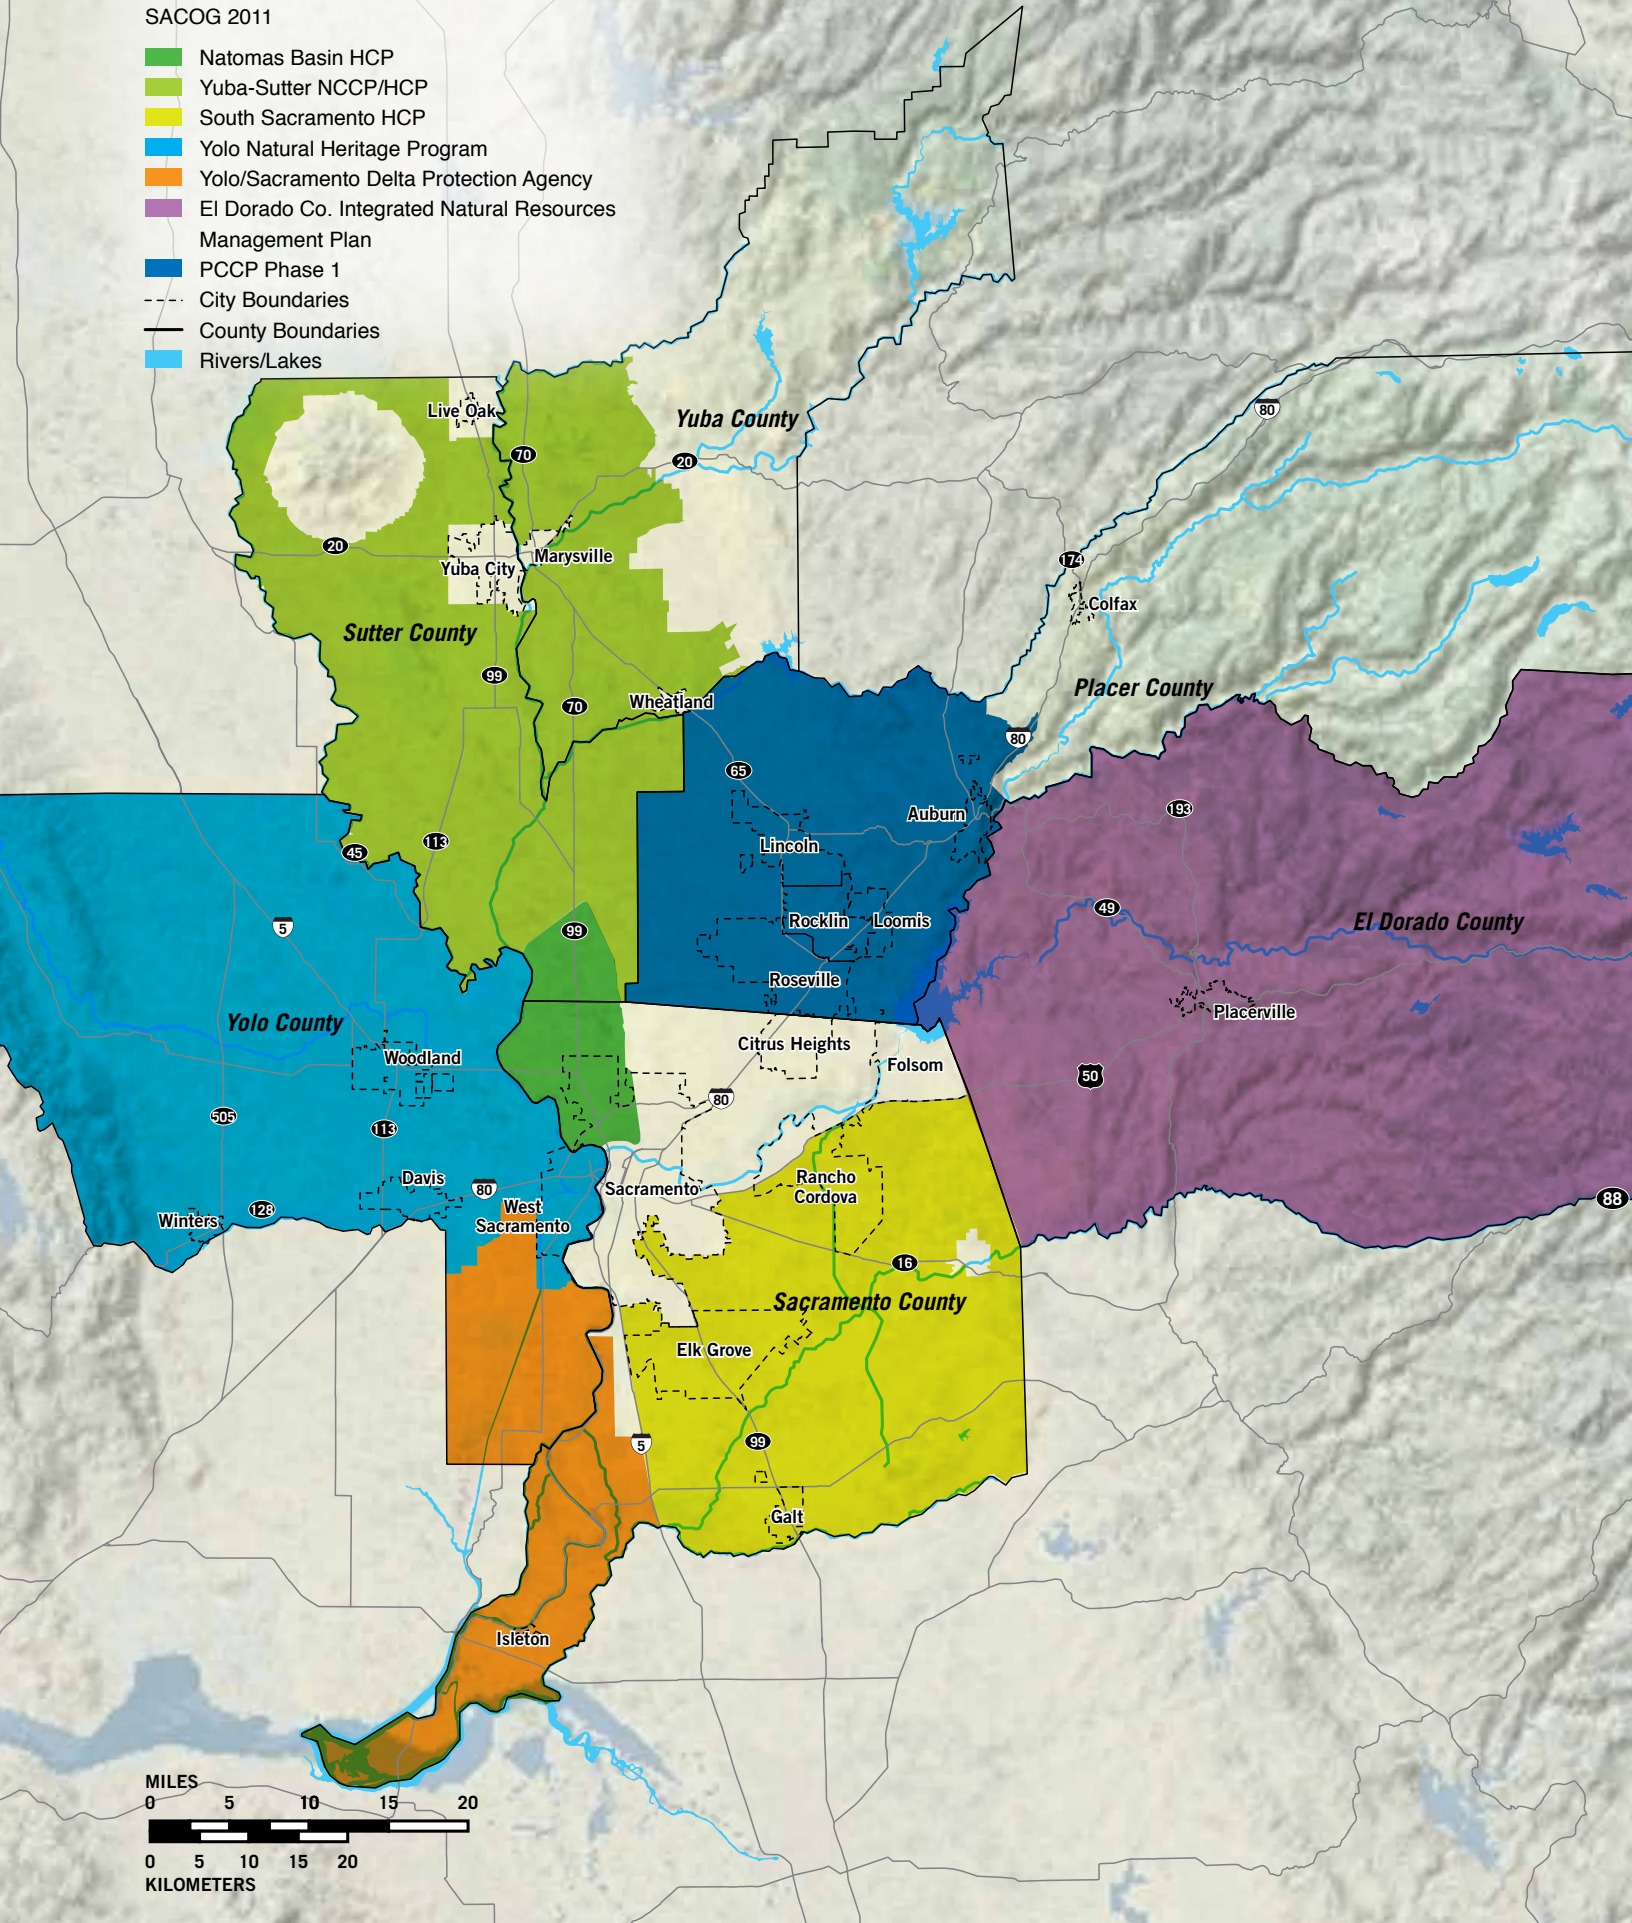 SACOG 2011
Natomas Basin HCP
Yuba-Sutter NCCP/HCP
South Sacramento HCP
Yolo Natural Heritage Program
Yolo/Sacramento Delta Protection Agency
El Dorado Co. Integrated Natural Resources
Management Plan
PCCP Phase 1
City Boundaries
County Boundaries
Rivers/Lakes
Live Oak
Yuba County
80
70
20
20
Marysville
174
Yuba City
Colfax
Sutter County
99
Placer County
70
Wheatland
80
65
193
Auburn
113
Lincoln
45
49
5
99
Rocklin
Loomis
El Dorado County
Roseville
Yolo County
Placerville
Citrus Heights
Woodland
Folsom
50
80
505
113
Davis
Rancho
Cordova
80
Sacramento
88
128
West
Sacramento
Winters
16
Sacramento County
Elk Grove
5
99
Galt
Isleton
MILES
0 5 10 15 20
0 5 10 15 20
KILOMETERS